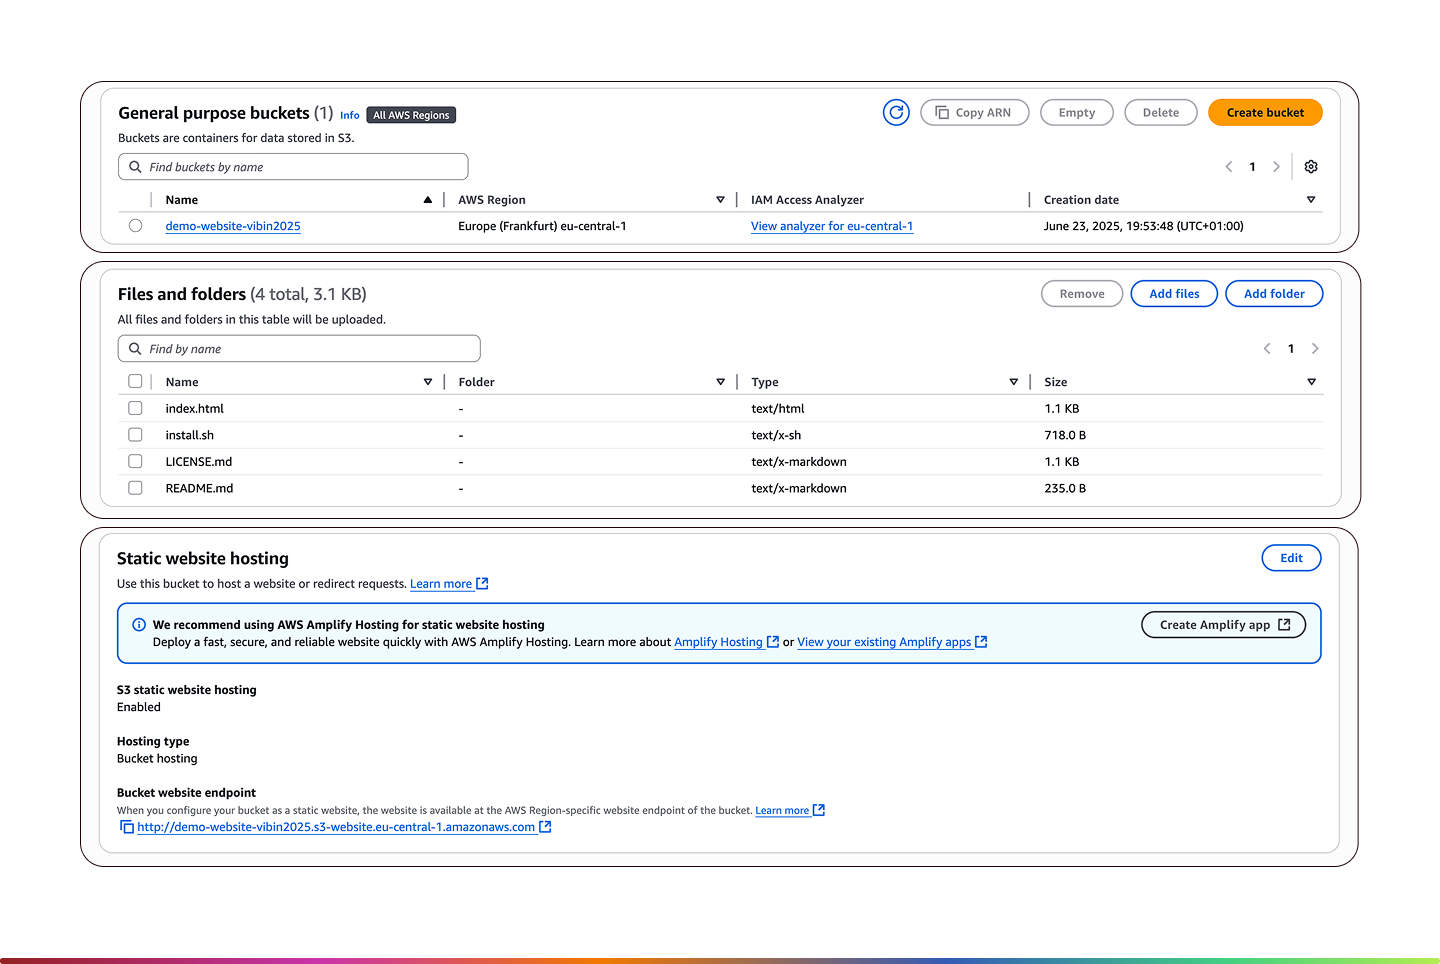 General purpose buckets (1) Info All AWS Regions Copy ARN Empty Delete Create bucket
Buckets are containers for data stored in S3.
Find buckets by name 1
Name AWS Region IAM Access Analyzer Creation date
demo-website-vibin2025 Europe (Frankfurt) eu-central-1 View analyzer for eu-central-1 June 23, 2025, 19:53:48 (UTC+01:00)
Files and folders (4 total, 3.1 KB) Remove Add files Add folder
All files and folders in this table will be uploaded.
Find by name 1
Name Folder Type Size
index.html - text/html 1.1 KB
install.sh - text/x-sh 718.0 B
LICENSE.md - text/x-markdown 1.1 KB
README.md - text/x-markdown 235.0 B
Static website hosting Edit
Use this bucket to host a website or redirect requests. Learn more
We recommend using AWS Amplify Hosting for static website hosting Create Amplify app
Deploy a fast, secure, and reliable website quickly with AWS Amplify Hosting. Learn more about Amplify Hosting or View your existing Amplify apps
S3 static website hosting
Enabled
Hosting type
Bucket hosting
Bucket website endpoint
When you configure your bucket as a static website, the website is available at the AWS Region-specific website endpoint of the bucket. Learn more
http://demo-website-vibin2025.s3-website.eu-central-1.amazonaws.com